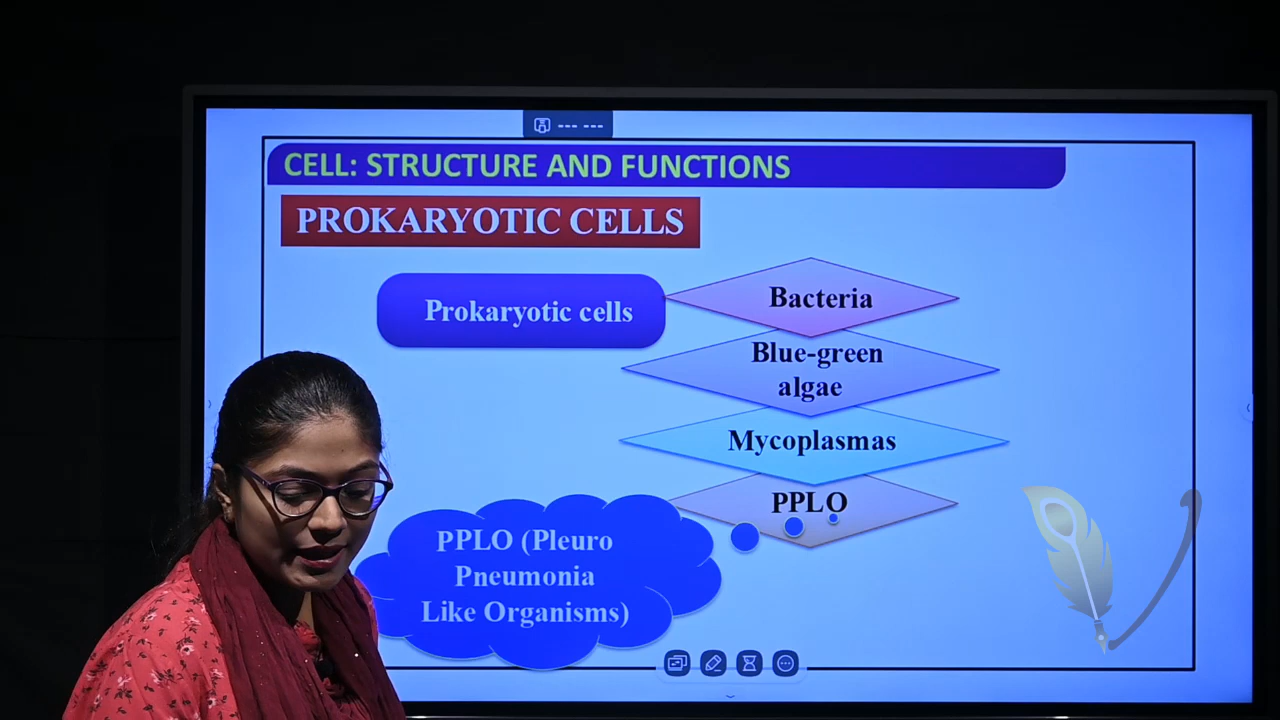 --- ---
CELL: STRUCTURE AND FUNCTIONS
PROKARYOTIC CELLS
Prokaryotic cells
Bacteria
Blue-green
algae
Mycoplasmas
PPLO
PPLO (Pleuro
Pneumonia
Like Organisms)